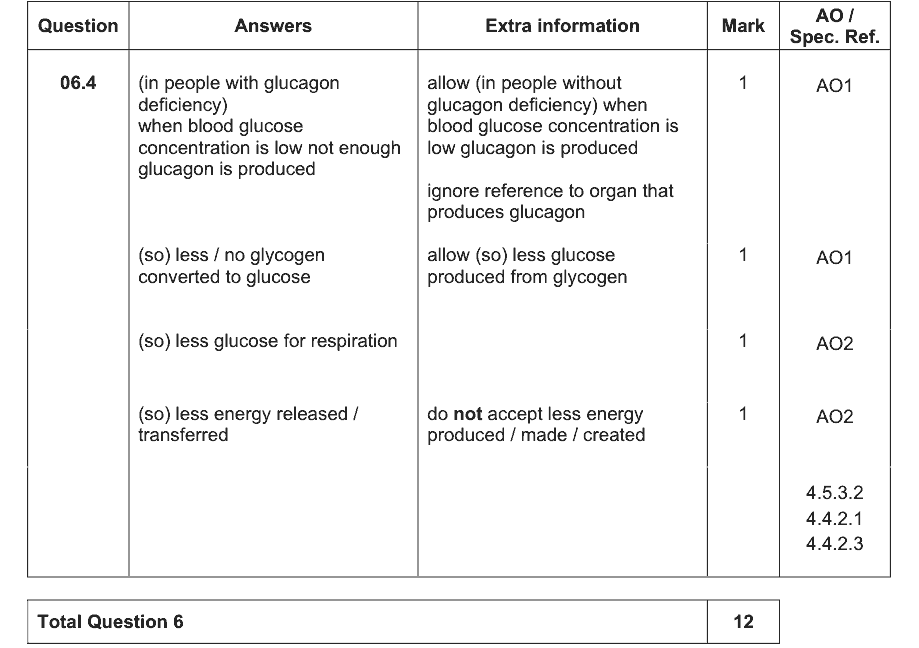 Question Answers Extra information Mark AO /
Spec. Ref.
06.4 (in people with glucagon allow (in people without 1 AO1
deficiency) glucagon deficiency) when
when blood glucose blood glucose concentration is
concentration is low not enough low glucagon is produced
glucagon is produced
ignore reference to organ that
produces glucagon
(so) less / no glycogen allow (so) less glucose 1 AO1
converted to glucose produced from glycogen
(so) less glucose for respiration 1 AO2
(so) less energy released / do not accept less energy 1 AO2
transferred produced / made / created
4.5.3.2
4.4.2.1
4.4.2.3
Total Question 6 12